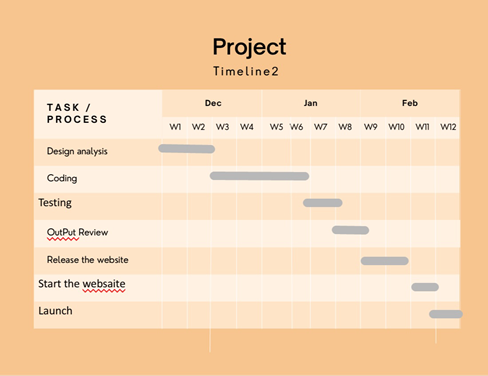 Project
Timeline2
TASK /
PROCESS
Dec Jan Feb
W1 W2 W3 W4 W5 W6 W7 W8 W9 W10 W11 W12
Design analysis
Coding
Testing
OutPut Review
Release the website
Start the websaite
Launch